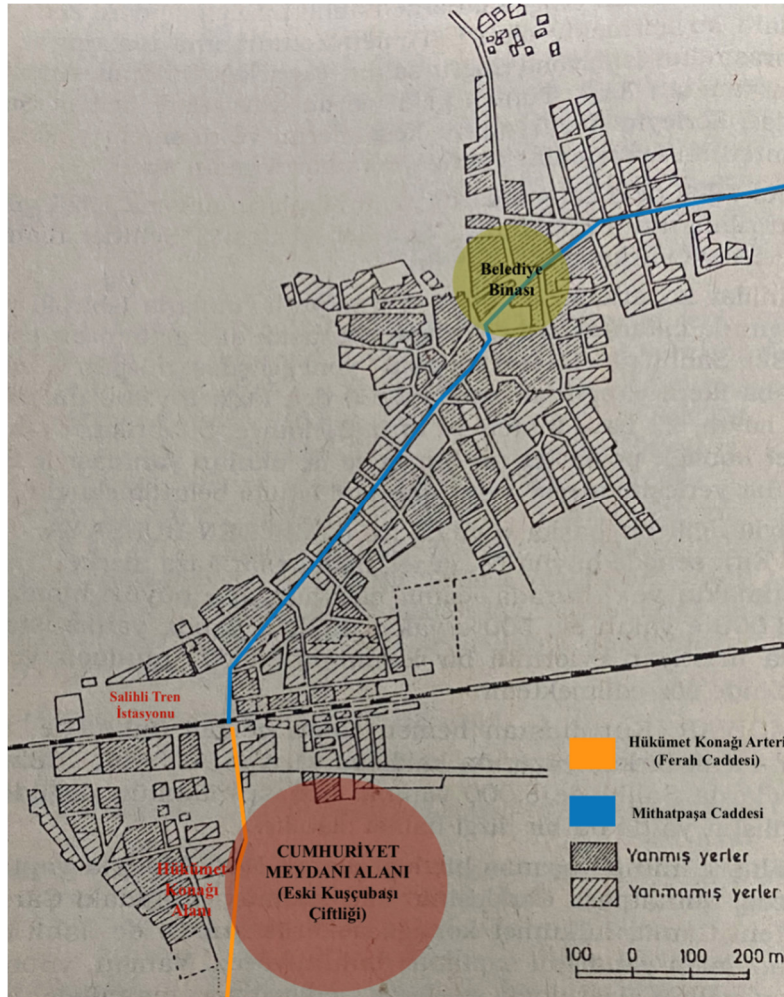 Belediye
Binası
Salihli Tren
İstasyonu
Hükümet
Konağı
Alanı
CUMHURİYET
MEYDANI ALANI
(Eski Kuşçubaşı
Çiftliği)
Hükümet Konağı Arteri
(Ferah Caddesi)
Mithatpaşa Caddesi
Yanmış yerler
Yanmamış yerler
100 0 100 200 m